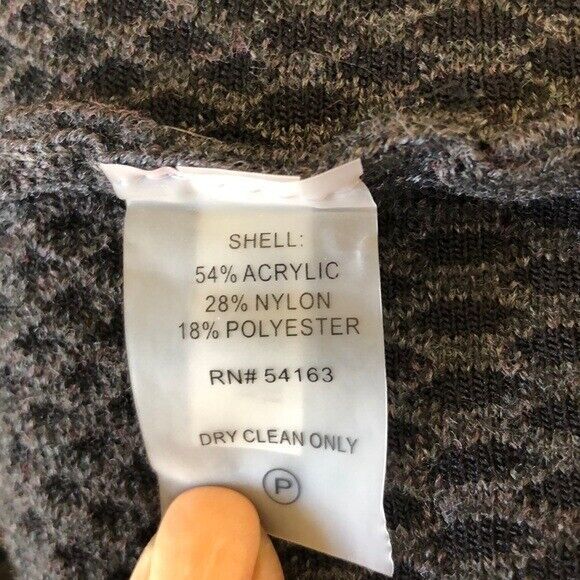 SHELL:
54% ACRYLIC
28% NYLON
18% POLYESTER
RN# 54163
DRY CLEAN ONLY
P